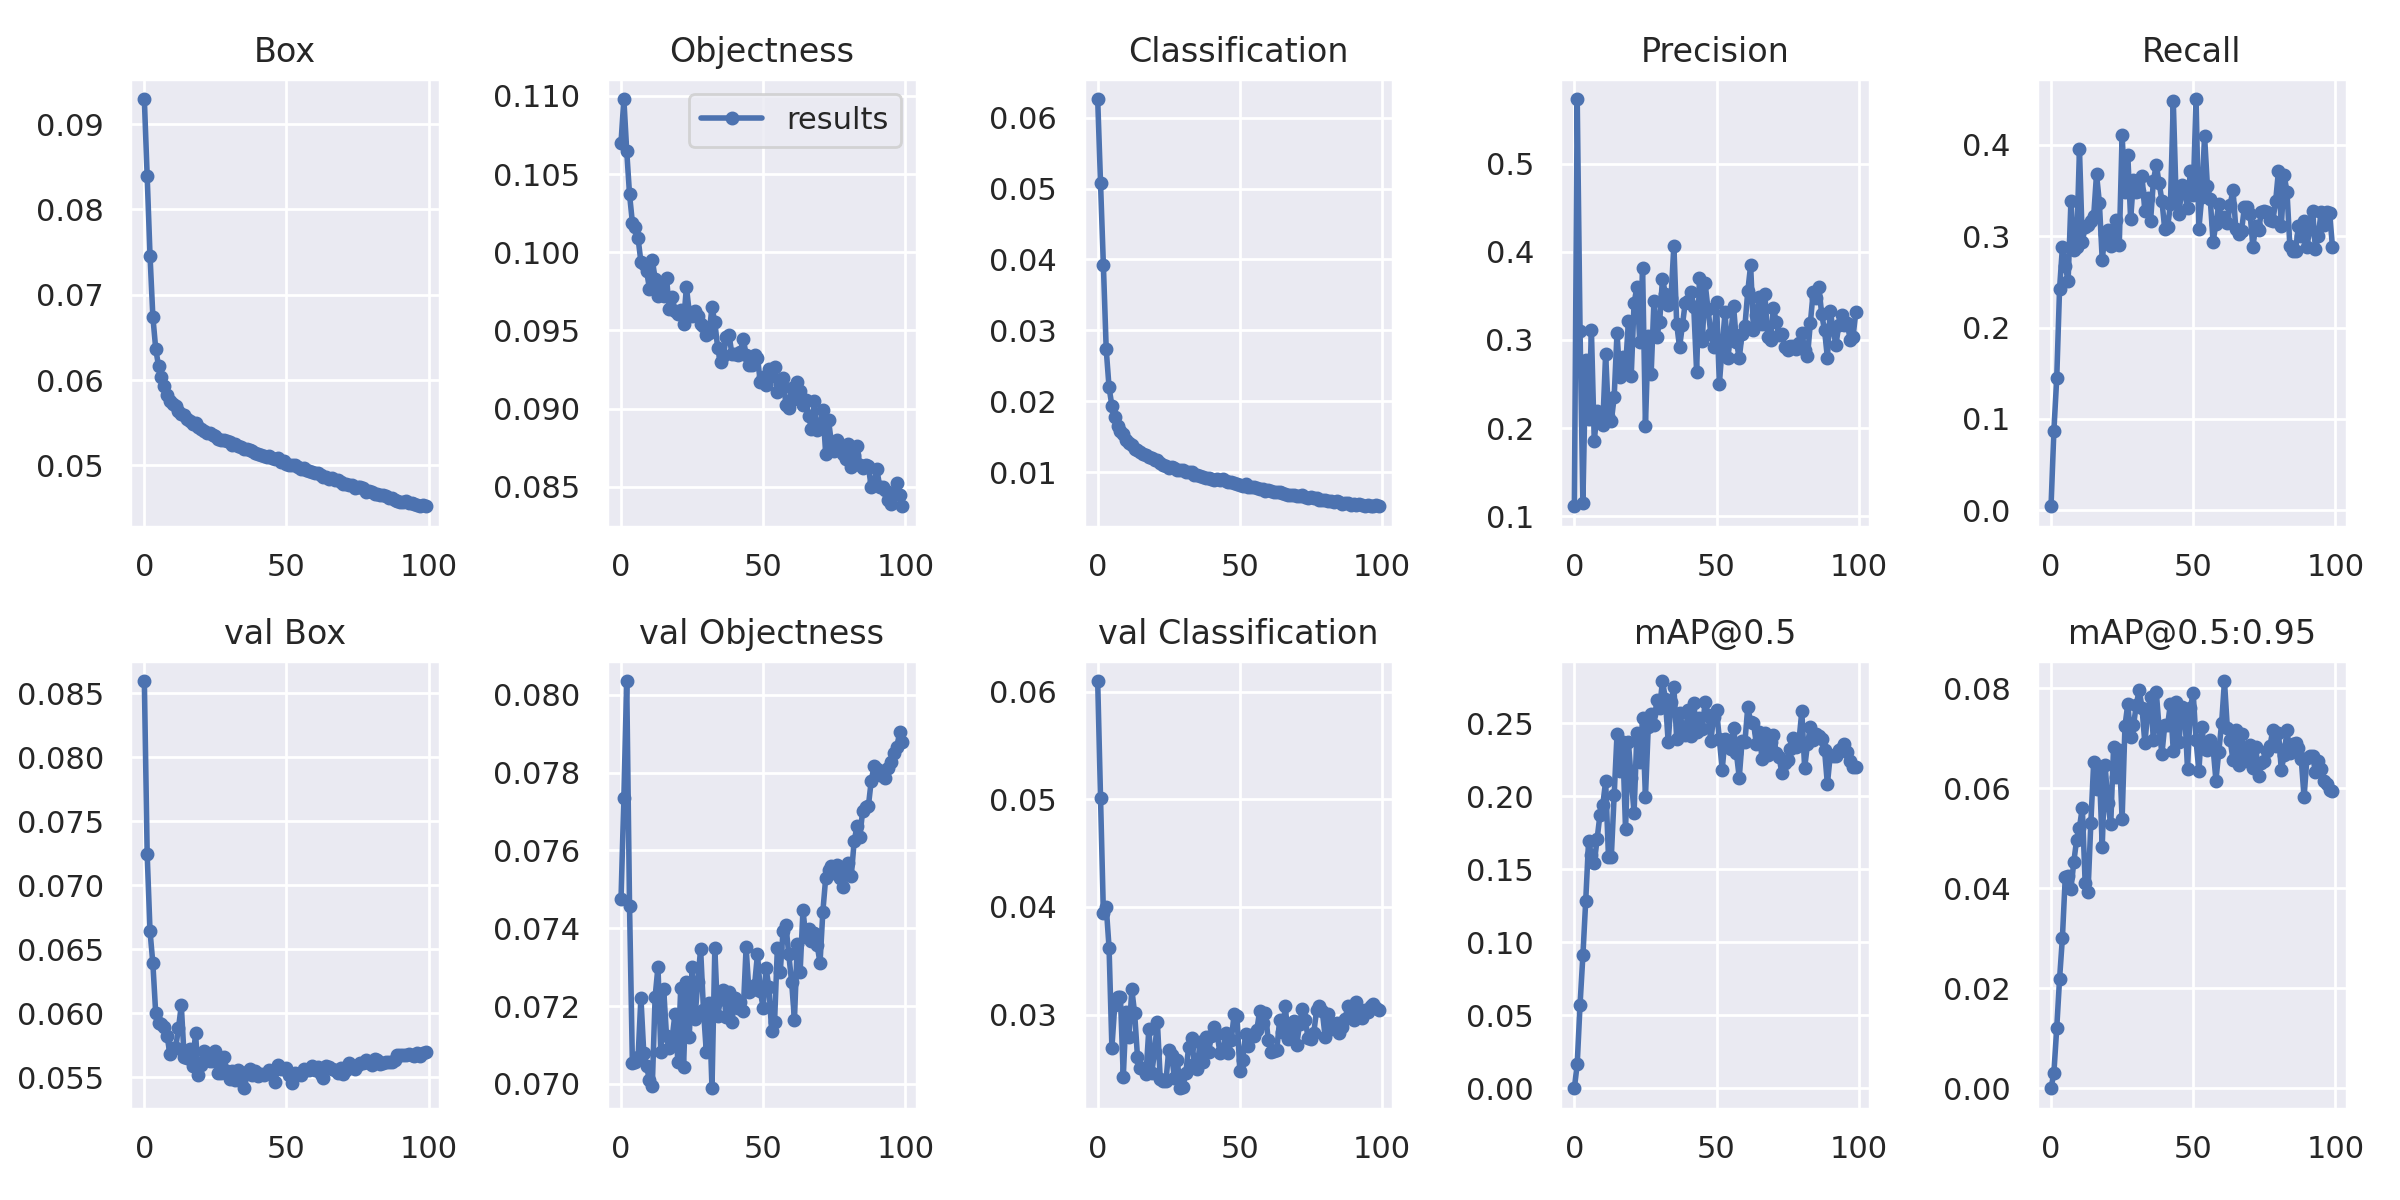 Box
Objectness
Classification
Precision
Recall
0.09
0.08
0.07
0.06
0.05
0 50 100
0.110
0.105
0.100
0.095
0.090
0.085
results
0 50 100
0.06
0.05
0.04
0.03
0.02
0.01
0 50 100
0.5
0.4
0.3
0.2
0.1
0 50 100
0.4
0.3
0.2
0.1
0.0
0 50 100
val Box
val Objectness
val Classification
mAP@0.5
mAP@0.5:0.95
0.085
0.080
0.075
0.070
0.065
0.060
0.055
0 50 100
0.080
0.078
0.076
0.074
0.072
0.070
0 50 100
0.06
0.05
0.04
0.03
0 50 100
0.25
0.20
0.15
0.10
0.05
0.00
0 50 100
0.08
0.06
0.04
0.02
0.00
0 50 100